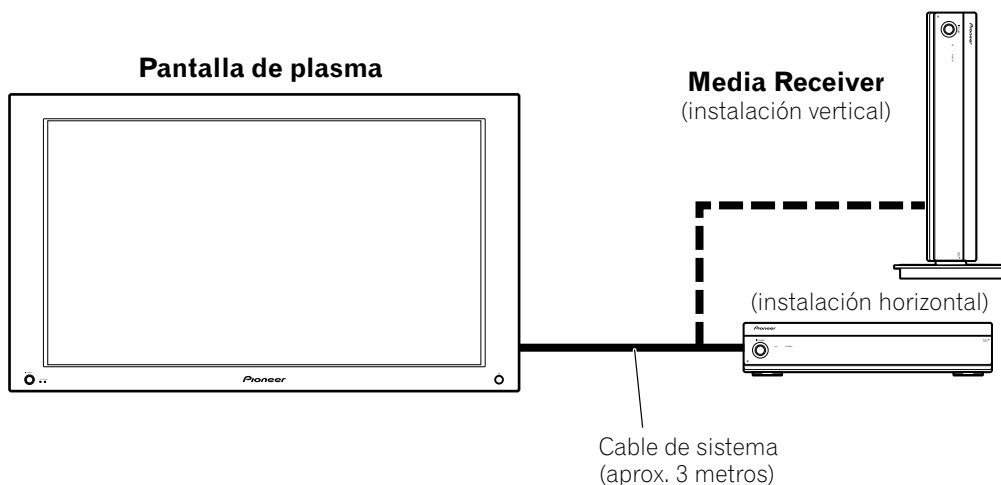 Pantalla de plasma
Pioneer
Media Receiver
(instalación vertical)
Pioneer
(instalación horizontal)
Pioneer
Cable de sistema
(aprox. 3 metros)